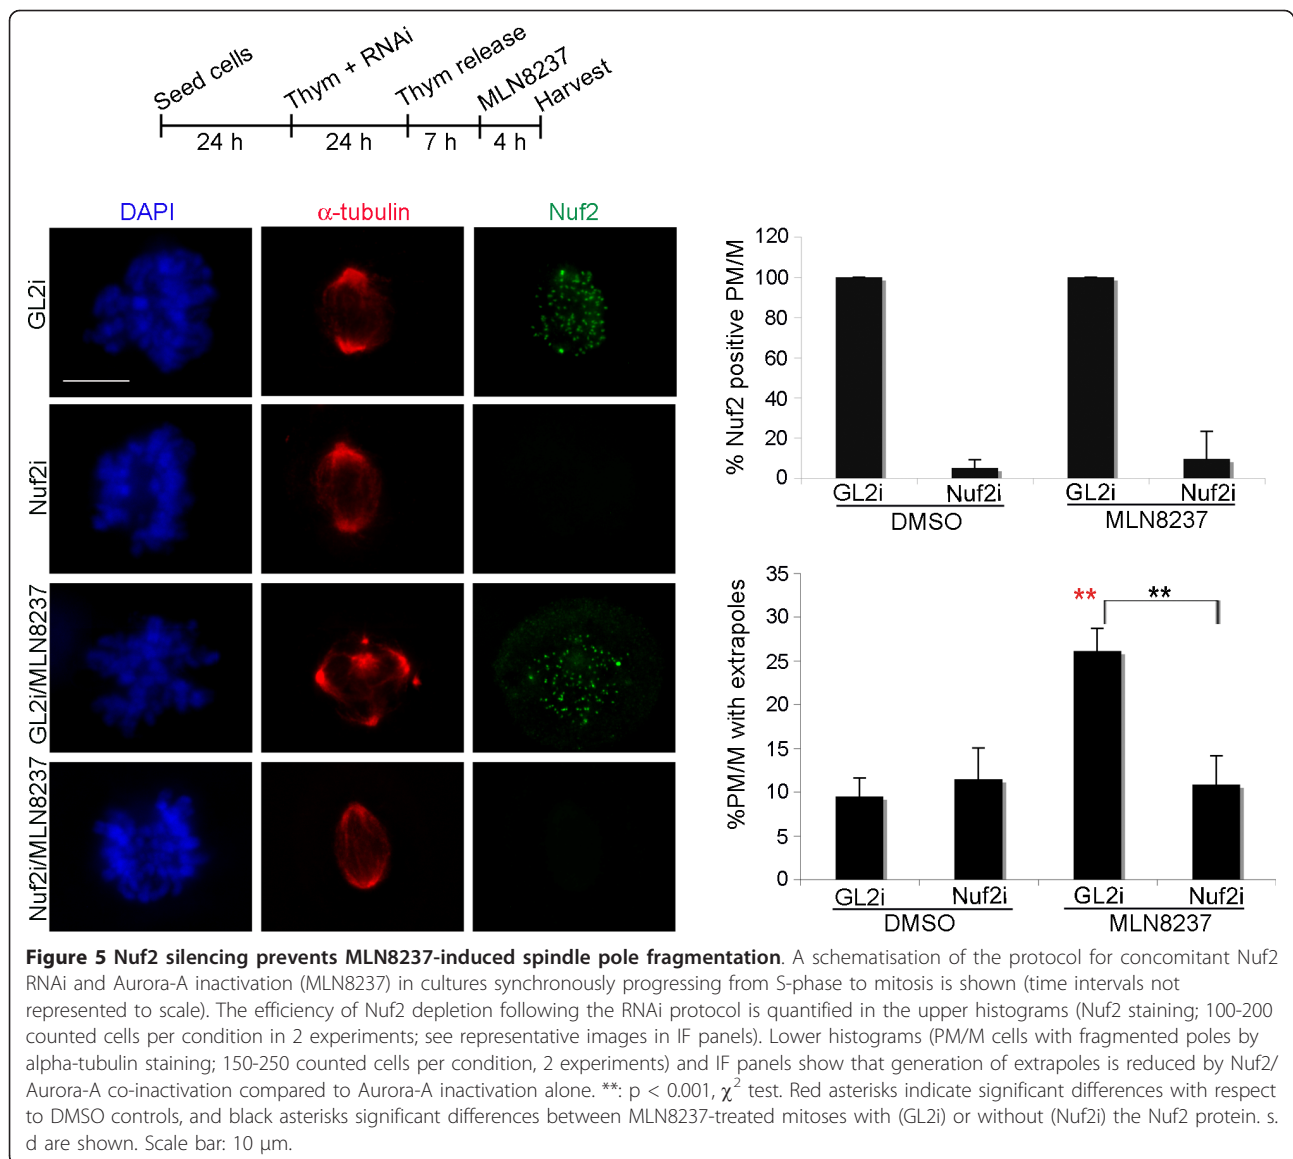 Seed cells
Thym + RNAi
Thym release
MLN8237
Harvest
24 h
24 h
7 h
4 h
DAPI
α-tubulin
Nuf2
GL2i
Nuf2i
GL2i/MLN8237
Nuf2i/MLN8237
% Nuf2 positive PM/M
120
100
80
60
40
20
0
GL2i
Nuf2i
GL2i
Nuf2i
DMSO
MLN8237
%PM/M with extrapoles
35
30
25
20
15
10
5
0
**
**
GL2i
Nuf2i
GL2i
Nuf2i
DMSO
MLN8237
Figure 5 Nuf2 silencing prevents MLN8237-induced spindle pole fragmentation. A schematisation of the protocol for concomitant Nuf2
RNAi and Aurora-A inactivation (MLN8237) in cultures synchronously progressing from S-phase to mitosis is shown (time intervals not
represented to scale). The efficiency of Nuf2 depletion following the RNAi protocol is quantified in the upper histograms (Nuf2 staining; 100-200
counted cells per condition in 2 experiments; see representative images in IF panels). Lower histograms (PM/M cells with fragmented poles by
alpha-tubulin staining; 150-250 counted cells per condition, 2 experiments) and IF panels show that generation of extrapoles is reduced by Nuf2/
Aurora-A co-inactivation compared to Aurora-A inactivation alone. **: p < 0.001, χ² test. Red asterisks indicate significant differences with respect
to DMSO controls, and black asterisks significant differences between MLN8237-treated mitoses with (GL2i) or without (Nuf2i) the Nuf2 protein. s.
d are shown. Scale bar: 10 μm.